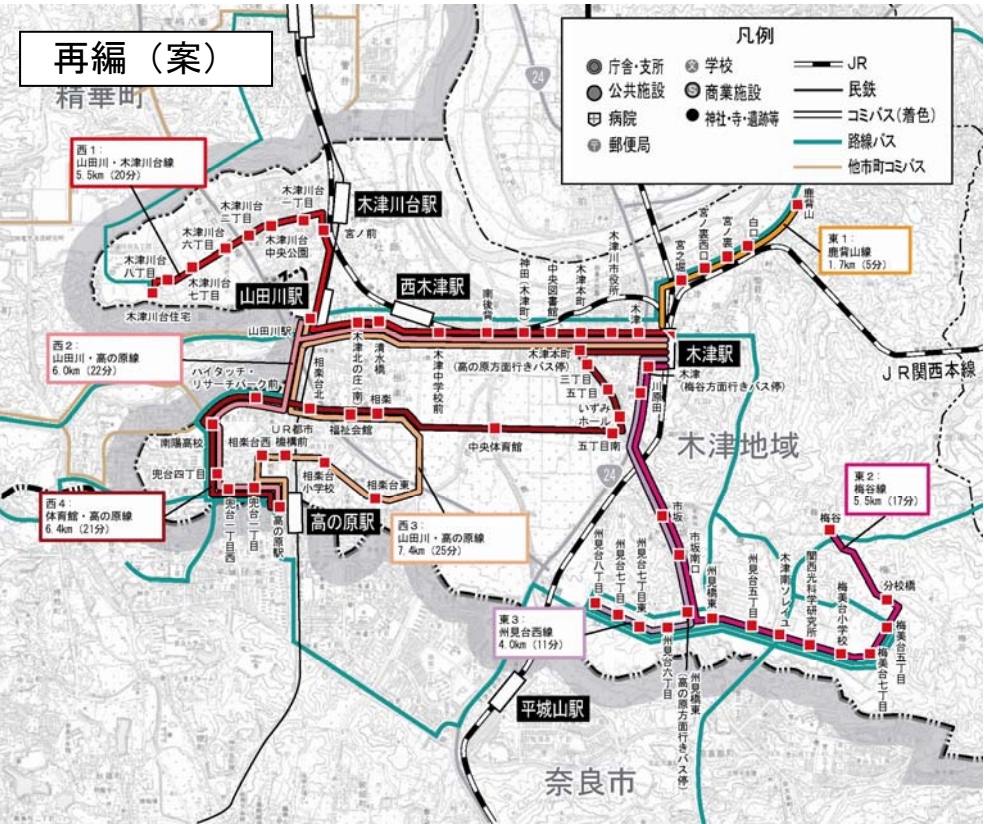 再編（案）
精華町
凡例
庁舎・支所
公共施設
病院
郵便局
学校
商業施設
神社・寺・遺跡等
JR
民鉄
コミバス（着色）
路線バス
他市町コミバス
24
西1：
山田川・木津川台線
5.5km（20分）
木津川台
一丁目
木津川台
二丁目
木津川台
六丁目
木津川台
八丁目
木津川台
七丁目
木津川台住宅
木津川台
中央公園
宮ノ前
木津川台駅
山田川駅
西木津駅
山田川駅
木津北の庄（南）
清水橋
木津中学校前
南後背
神田（木津町）
中央図書館
木津本町
木津川市役所
木津
宮之堀
宮ノ裏西口
宮ノ裏
白口
鹿背山
東1：
鹿背山線
1.7km（5分）
西2：
山田川・高の原線
6.0km（22分）
ハイタッチ・
リサーチパーク前
相楽台北
木津本町
（高の原方面行きバス停）
三丁目
五丁目
いずみ
ホール
五丁目南
木津駅
木津
（梅谷方面行きバス停）
川原田
JR関西本線
木津地域
南陽高校
相楽台西
UR都市
機構前
福祉会館
相楽
中央体育館
兜台四丁目
相楽台
小学校
相楽台東
24
西4：
体育館・高の原線
6.4km（21分）
兜台一丁目西
兜台一丁目
高の原駅
高の原駅
西3：
山田川・高の原線
7.4km（25分）
東2：
梅谷線
5.5km（17分）
梅谷
分校橋
市坂
市坂南口
州見台八丁目
州見台七丁目
州見台七丁目東
州見橋東
州見台五丁目
木津南ソレイユ
関西光科学研究所
梅美台小学校
梅美台五丁目
梅美台七丁目
東3：
州見台西線
4.0km（11分）
州見台六丁目
州見橋東
（高の原方面行きバス停）
平城山駅
奈良市